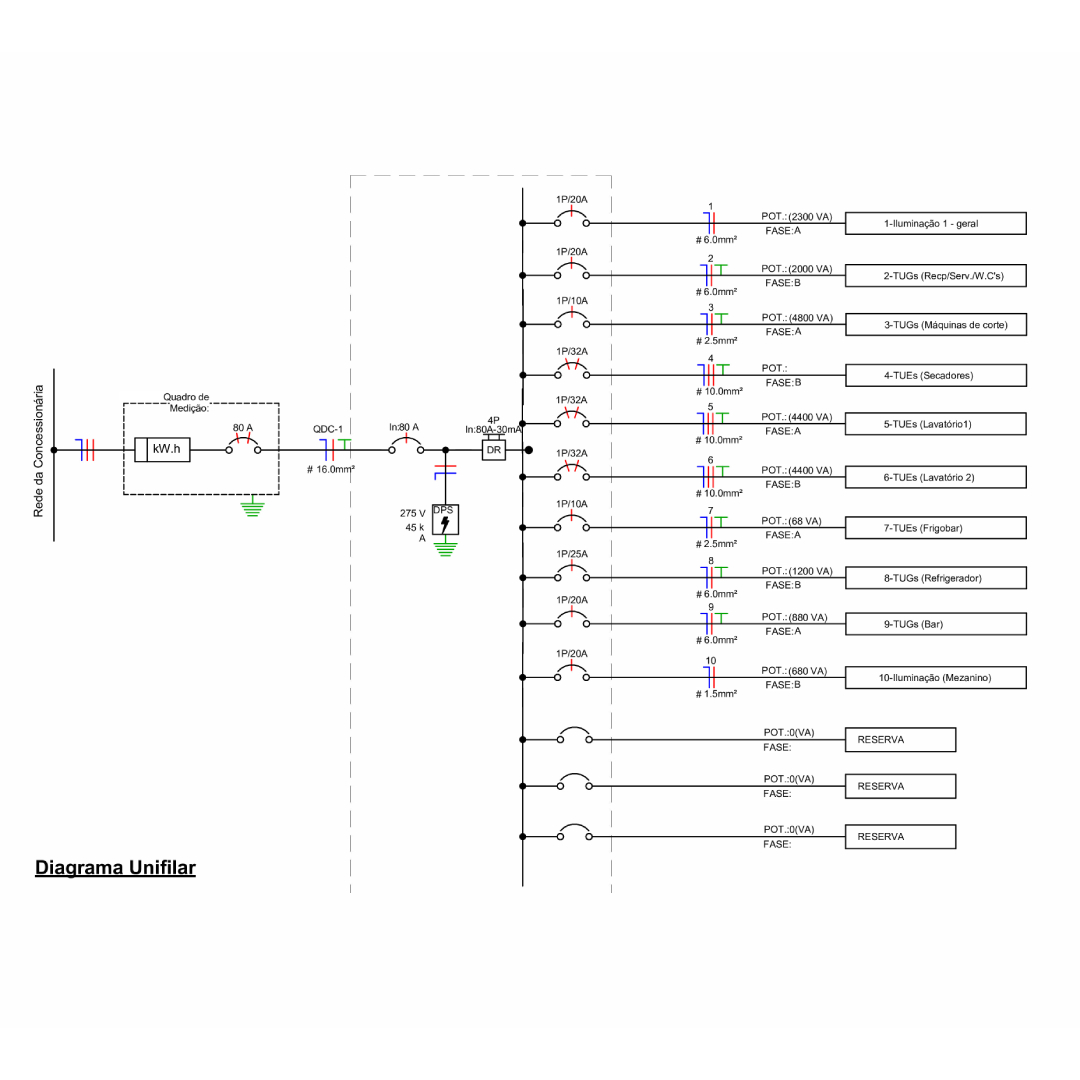 Rede da Concessionária
Quadro de
Medição:
kW.h
80 A
QDC-1
# 16.0mm²
In:80 A
275 V
45 k
A
DPS
4P
In:80A-30mA
DR
1P/20A
1
# 6.0mm²
POT.:(2300 VA)
FASE:A
1-Iluminação 1 - geral
1P/20A
2
# 6.0mm²
POT.:(2000 VA)
FASE:B
2-TUGs (Recp/Serv./W.C's)
1P/10A
3
# 2.5mm²
POT.:(4800 VA)
FASE:A
3-TUGs (Máquinas de corte)
1P/32A
4
# 10.0mm²
POT.:
FASE:B
4-TUEs (Secadores)
1P/32A
5
# 10.0mm²
POT.:(4400 VA)
FASE:A
5-TUEs (Lavatório1)
1P/32A
6
# 10.0mm²
POT.:(4400 VA)
FASE:B
6-TUEs (Lavatório 2)
1P/10A
7
# 2.5mm²
POT.:(68 VA)
FASE:A
7-TUEs (Frigobar)
1P/25A
8
# 6.0mm²
POT.:(1200 VA)
FASE:B
8-TUGs (Refrigerador)
1P/20A
9
# 6.0mm²
POT.:(880 VA)
FASE:A
9-TUGs (Bar)
1P/20A
10
# 1.5mm²
POT.:(680 VA)
FASE:B
10-Iluminação (Mezanino)
POT.:0(VA)
FASE:
RESERVA
POT.:0(VA)
FASE:
RESERVA
POT.:0(VA)
FASE:
RESERVA
Diagrama Unifilar